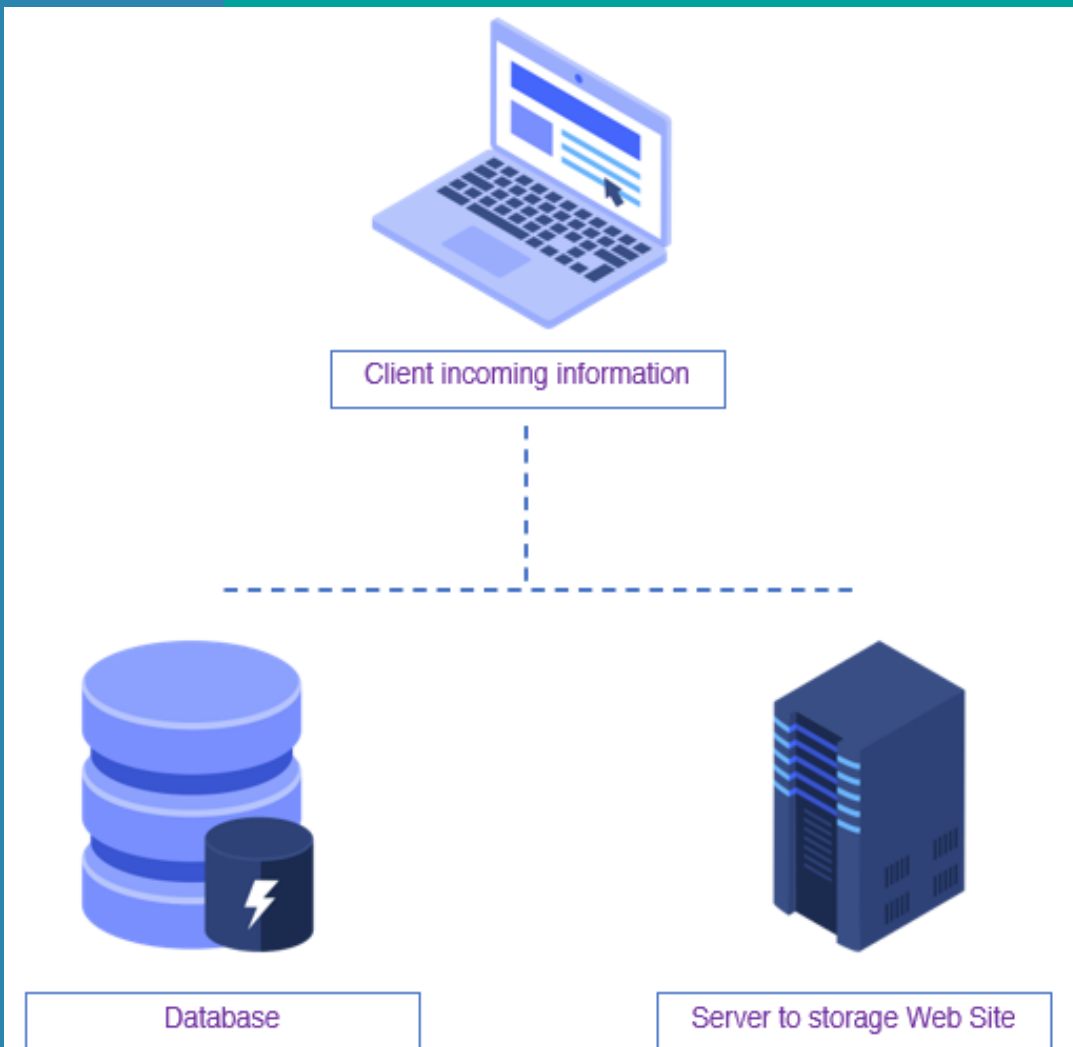 Client incoming information
Database
Server to storage Web Site